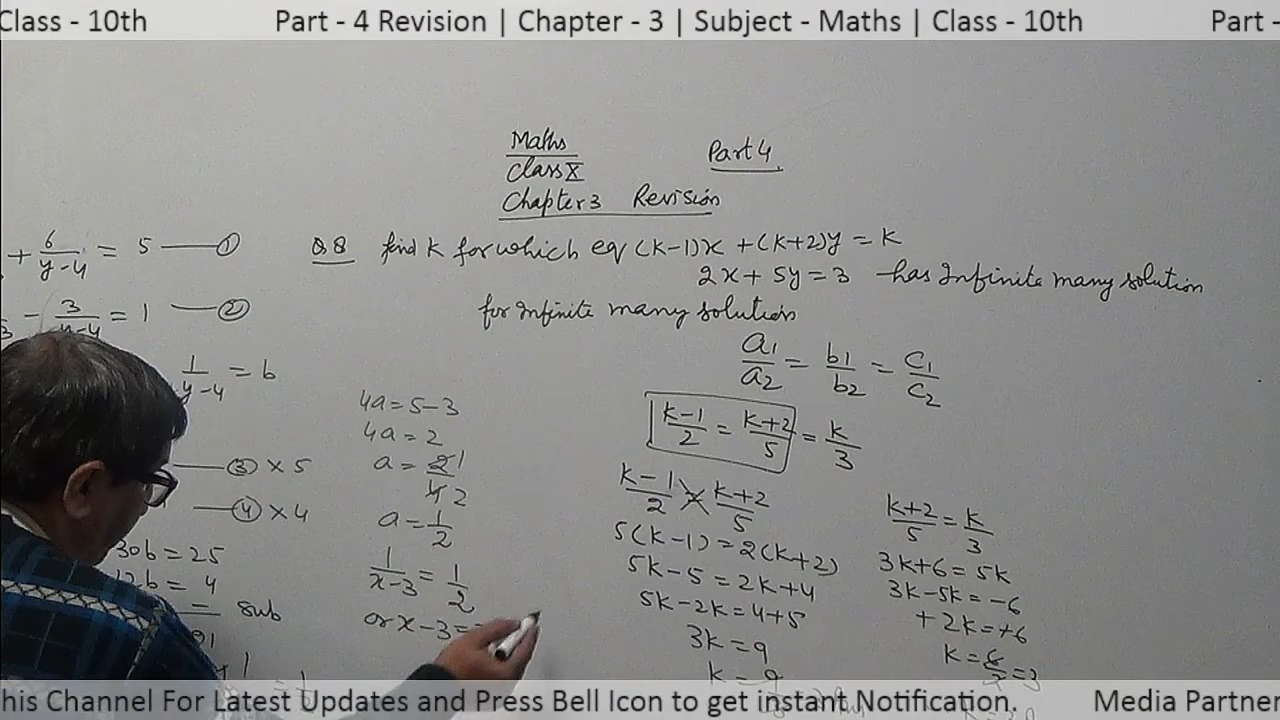 Class - 10th Part - 4 Revision | Chapter - 3 | Subject - Maths | Class - 10th Part -
Maths
Class X
Part 4
Chapter 3 Revision
+ 6/(y-4) = 5 —— ①
- 3/(y-4) = 1 —— ②
1/(y-4) = b
—— ③ × 5
—— ④ × 4
30b = 25
12b = 4
- sub
4a = 5-3
4a = 2
a = 2/4 1/2
a = 1/2
1/(x-3) = 1/2
or x-3 =
Q8 find k for which eq (k-1)x + (k+2)y = k
2x + 5y = 3 has Infinite many solution
for Infinite many solution
a1/a2 = b1/b2 = c1/c2
(k-1)/2 = (k+2)/5 = k/3
(k-1)/2 (k+2)/5
5(k-1) = 2(k+2)
5k-5 = 2k+4
5k-2k = 4+5
3k = 9
k = 9
(k+2)/5 = k/3
3k+6 = 5k
3k-5k = -6
+2k = +6
k = 6/2 = 3
his Channel For Latest Updates and Press Bell Icon to get instant Notification. Media Partner